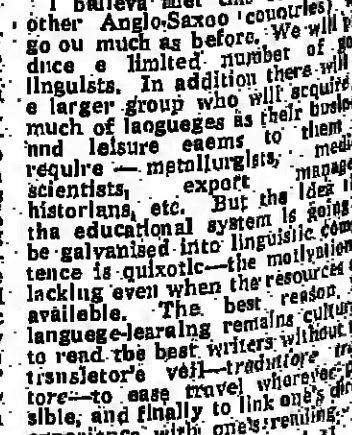 other Anglo-Saxon countries)
go on much as before. We will
duce a limited number of
linguists. In addition there will
a larger group who will acquire
much of languages as their
and leisure seems to them
require — metallurgists,
scientists, export
historians, etc. But the idea
the educational system is going
be galvanised into linguistic
tence is quixotic—the motivation
lacking even when the resources
available. The best reason
language-learning remains
to read the best writers without
translator's veil—traduttore
tore—to ease travel wherever
sible, and finally to link one's
with one's reading.